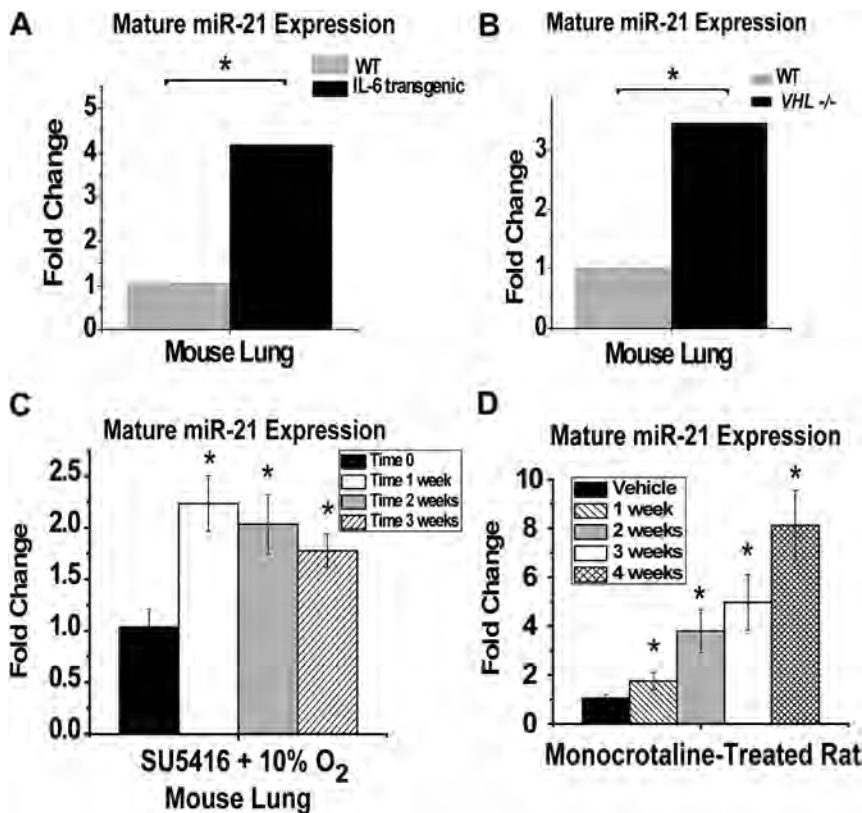 A
Mature miR-21 Expression
WT
IL-6 transgenic
*
5
4
3
2
1
0
Fold Change
Mouse Lung
B
Mature miR-21 Expression
WT
VHL -/-
*
3
2
1
0
Fold Change
Mouse Lung
C
Mature miR-21 Expression
Time 0
Time 1 week
Time 2 weeks
Time 3 weeks
* * *
2.5
2.0
1.5
1.0
0.5
0.0
Fold Change
SU5416 + 10% O2
Mouse Lung
D
Mature miR-21 Expression
Vehicle
1 week
2 weeks
3 weeks
4 weeks
* * * *
10
8
6
4
2
0
Fold Change
Monocrotaline-Treated Rat